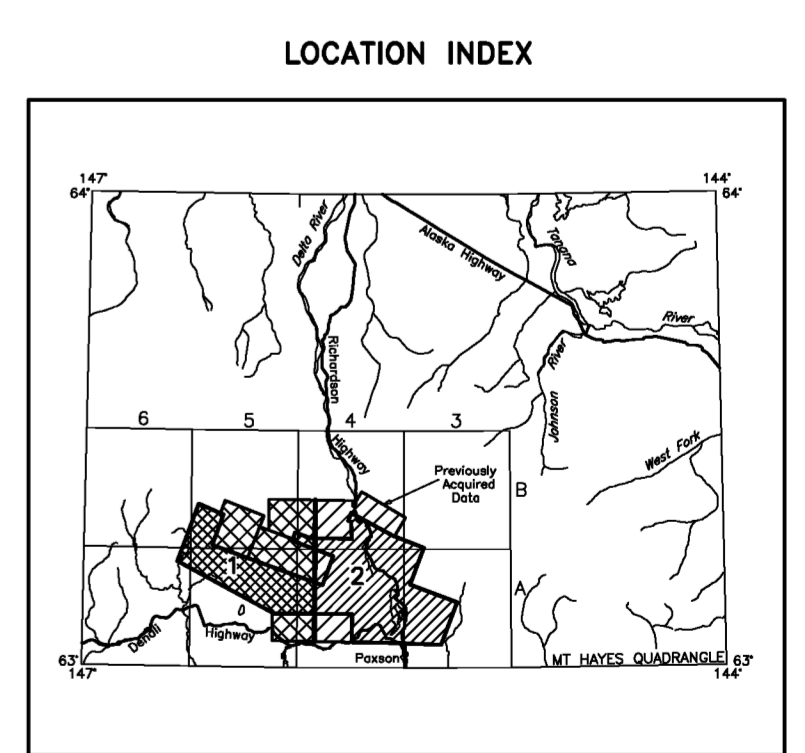 LOCATION INDEX
147°
144°
64°
64°
Delta River
Alaska Highway
Tanana
River
Richardson
River
Johnson
6
5
4
3
Highway
West Fork
Previously
Acquired
Data
B
1
2
A
Denali
Highway
Paxson
MT HAYES QUADRANGLE
63°
63°
147°
144°